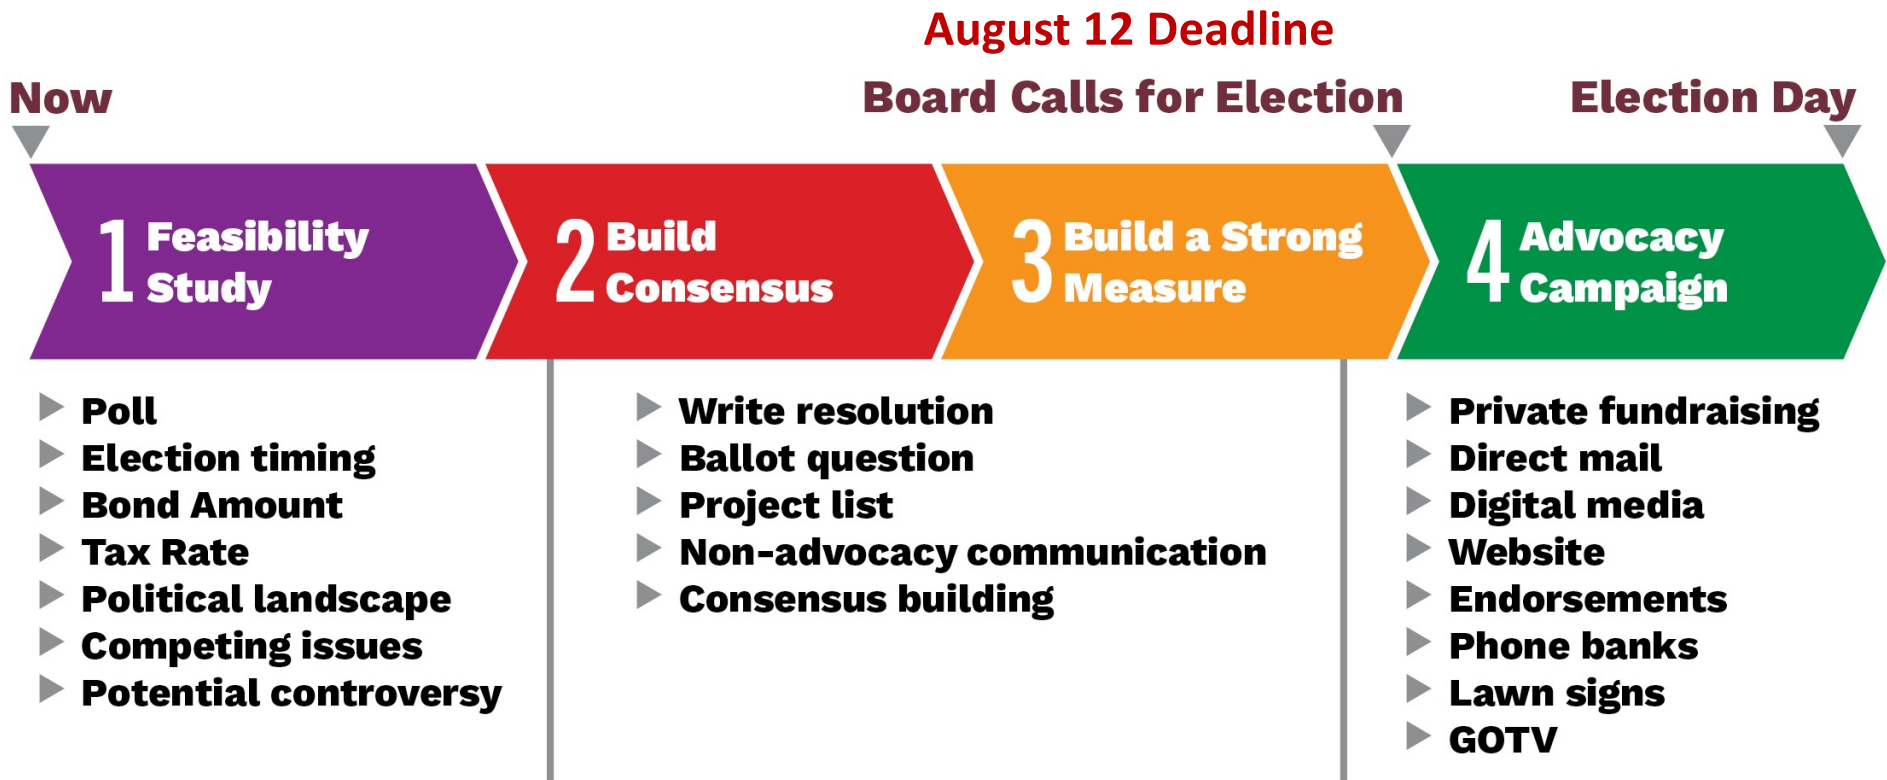 August 12 Deadline
Now
Board Calls for Election
Election Day
1 Feasibility
Study
2 Build
Consensus
3 Build a Strong
Measure
4 Advocacy
Campaign
Poll
Election timing
Bond Amount
Tax Rate
Political landscape
Competing issues
Potential controversy
Write resolution
Ballot question
Project list
Non-advocacy communication
Consensus building
Private fundraising
Direct mail
Digital media
Website
Endorsements
Phone banks
Lawn signs
GOTV